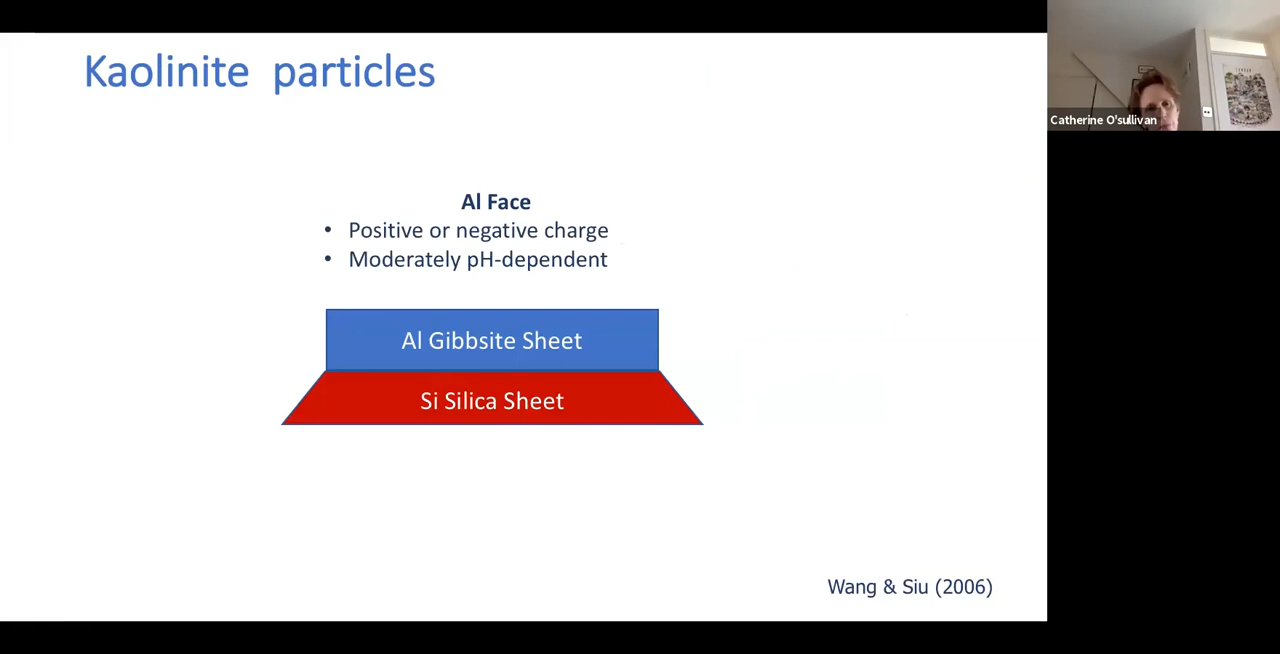 Kaolinite particles
Al Face
• Positive or negative charge
• Moderately pH-dependent
Al Gibbsite Sheet
Si Silica Sheet
Wang & Siu (2006)
Catherine O'sullivan